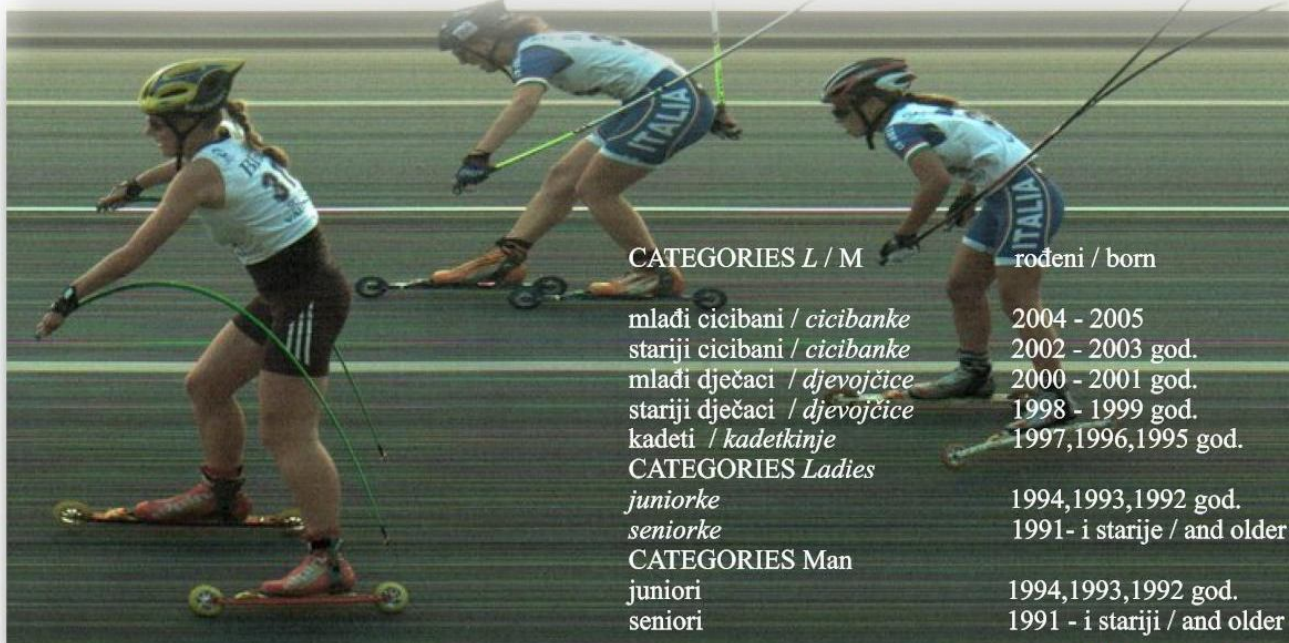 ITALIA
ITALIA
CATEGORIES L / M rođeni / born
mlađi cicibani / cicibanke 2004 - 2005
stariji cicibani / cicibanke 2002 - 2003 god.
mlađi dječaci / djevojčice 2000 - 2001 god.
stariji dječaci / djevojčice 1998 - 1999 god.
kadeti / kadetkinje 1997,1996,1995 god.
CATEGORIES Ladies
juniorke 1994,1993,1992 god.
seniorke 1991- i starije / and older
CATEGORIES Man
juniori 1994,1993,1992 god.
seniori 1991 - i stariji / and older